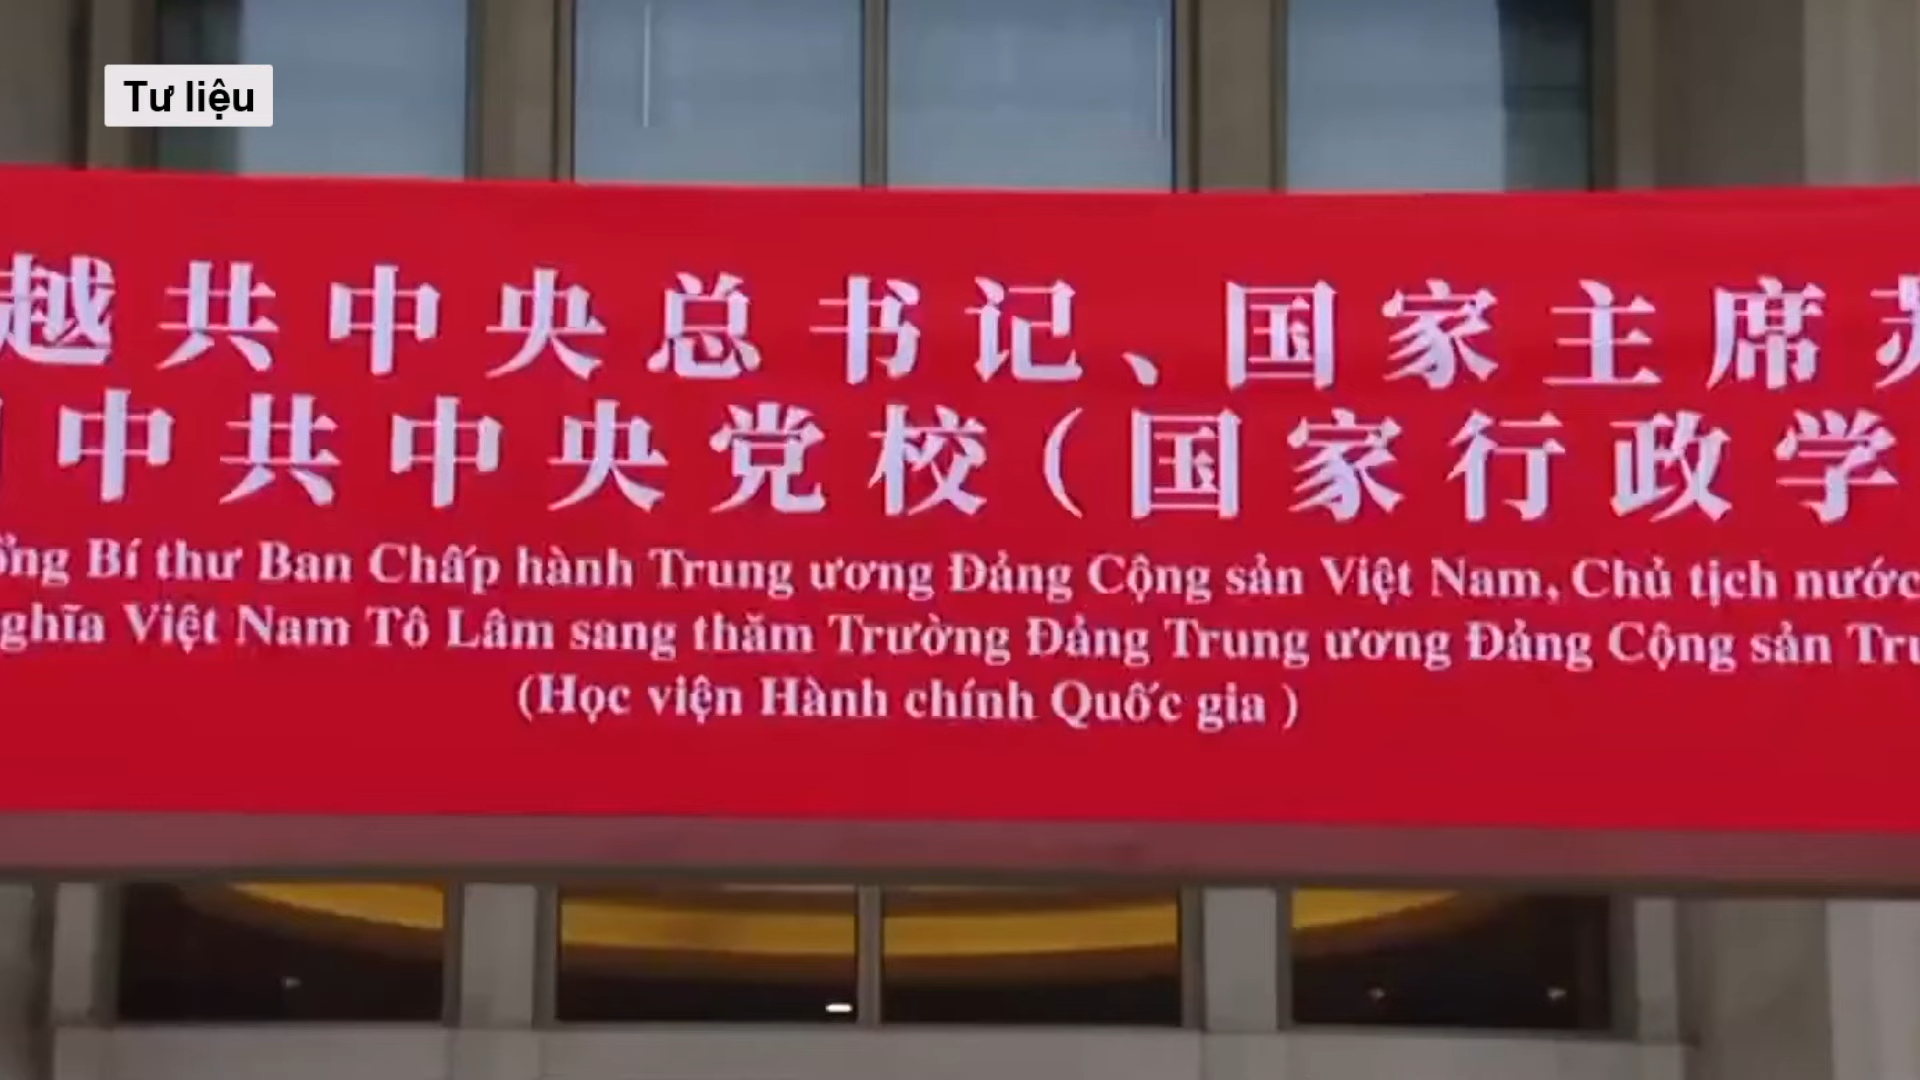 Tư liệu
越共中央总书记、国家主席苏
中共中央党校（国家行政学
Bí thư Ban Chấp hành Trung ương Đảng Cộng sản Việt Nam, Chủ tịch nước
Việt Nam Tô Lâm sang thăm Trường Đảng Trung ương Đảng Cộng sản
(Học viện Hành chính Quốc gia )